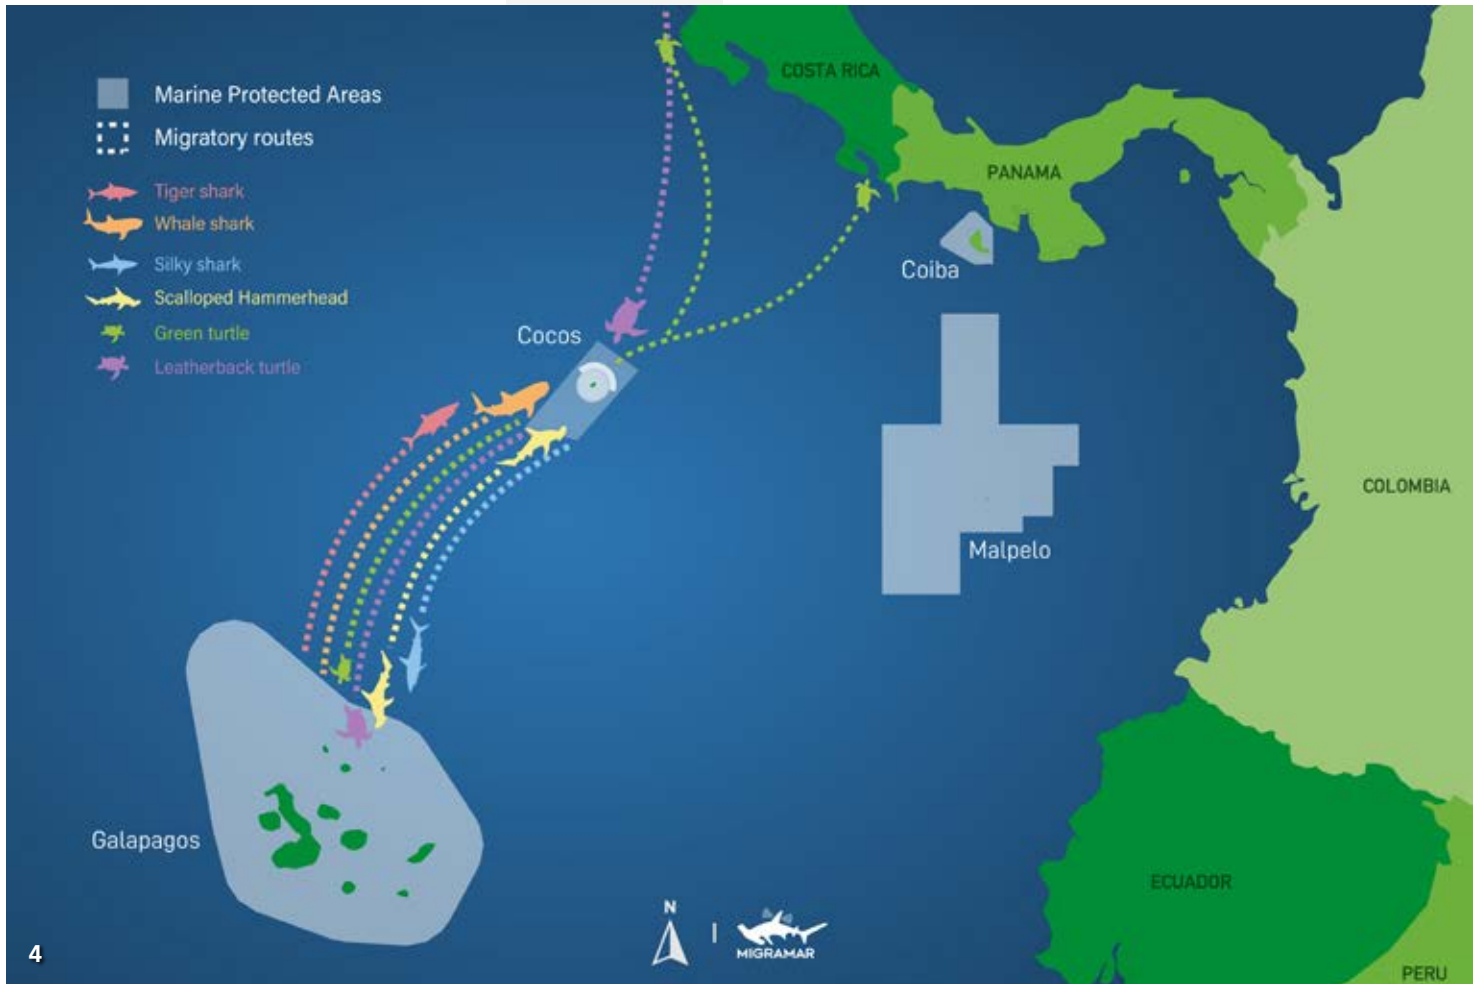 Marine Protected Areas
Migratory routes
Tiger shark
Whale shark
Silky shark
Scalloped Hammerhead
Green turtle
Leatherback turtle
COSTA RICA
PANAMA
Coiba
Cocos
COLOMBIA
Malpelo
Galapagos
ECUADOR
N
MIGRAMAR
4
PERU